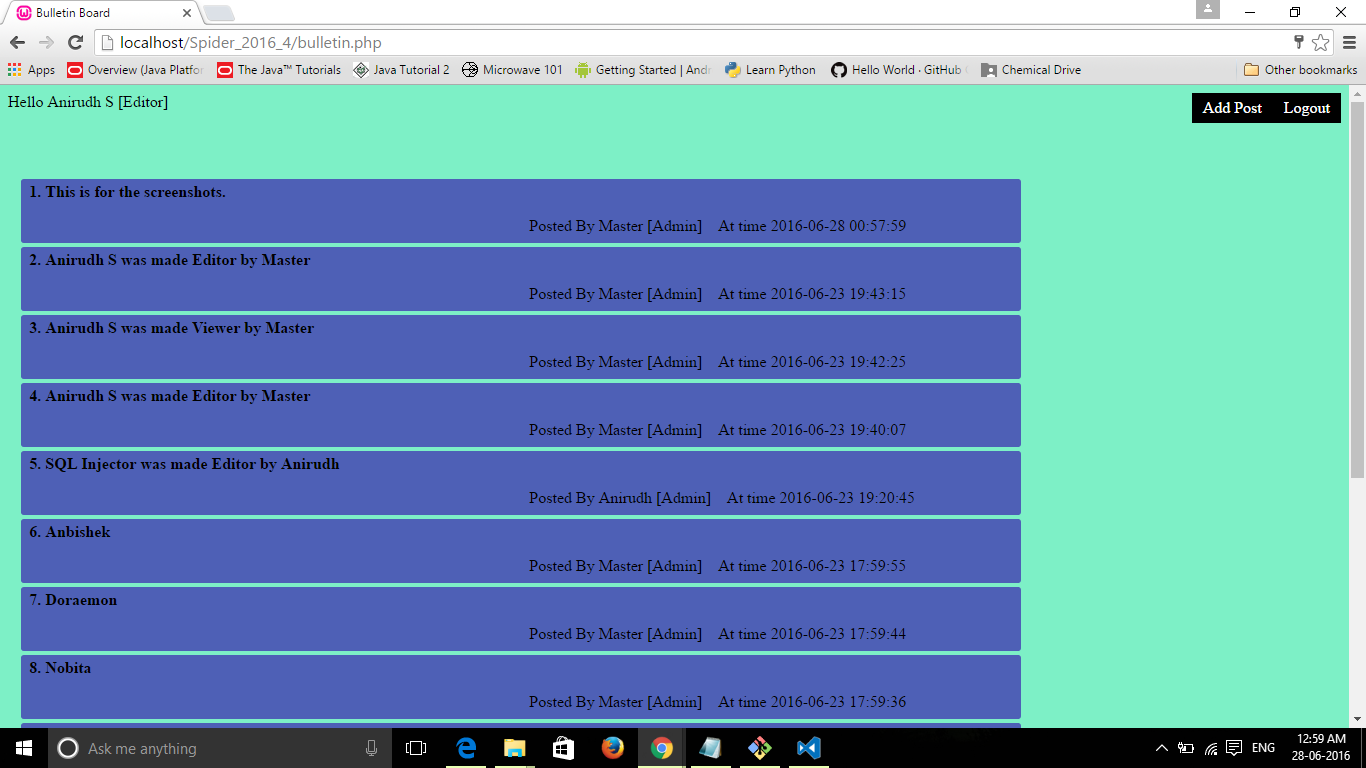 Bulletin Board
localhost/Spider_2016_4/bulletin.php
Apps Overview (Java Platfor The Java™ Tutorials Java Tutorial 2 Microwave 101 Getting Started | Andr Learn Python Hello World · GitHub Chemical Drive Other bookmarks
Hello Anirudh S [Editor] Add Post Logout
1. This is for the screenshots.
Posted By Master [Admin] At time 2016-06-28 00:57:59
2. Anirudh S was made Editor by Master
Posted By Master [Admin] At time 2016-06-23 19:43:15
3. Anirudh S was made Viewer by Master
Posted By Master [Admin] At time 2016-06-23 19:42:25
4. Anirudh S was made Editor by Master
Posted By Master [Admin] At time 2016-06-23 19:40:07
5. SQL Injector was made Editor by Anirudh
Posted By Anirudh [Admin] At time 2016-06-23 19:20:45
6. Anbishek
Posted By Master [Admin] At time 2016-06-23 17:59:55
7. Doraemon
Posted By Master [Admin] At time 2016-06-23 17:59:44
8. Nobita
Posted By Master [Admin] At time 2016-06-23 17:59:36
Ask me anything
ENG
12:59 AM
28-06-2016